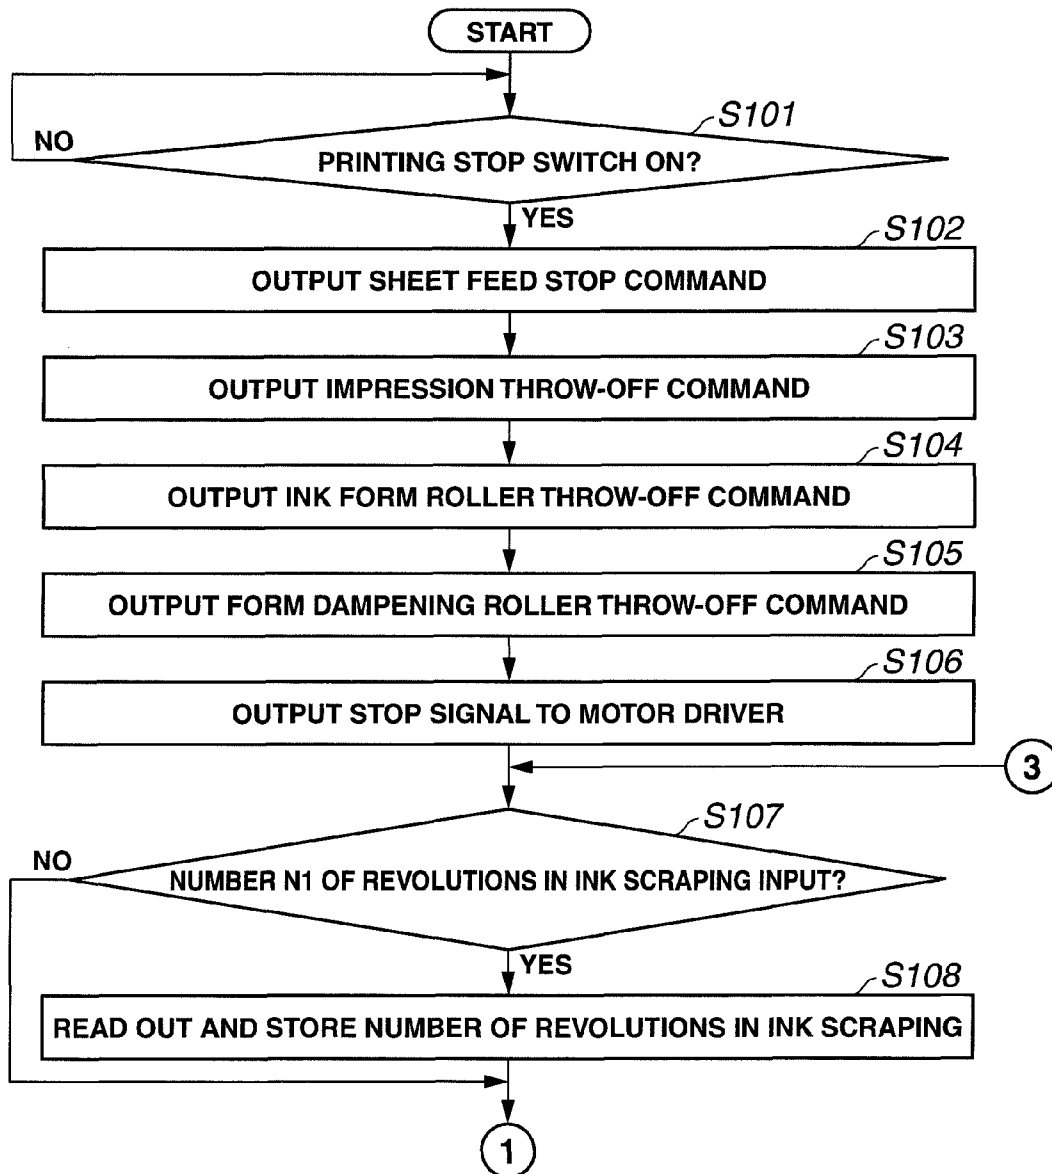 START
S101
NO
PRINTING STOP SWITCH ON?
YES
S102
OUTPUT SHEET FEED STOP COMMAND
S103
OUTPUT IMPRESSION THROW-OFF COMMAND
S104
OUTPUT INK FORM ROLLER THROW-OFF COMMAND
S105
OUTPUT FORM DAMPENING ROLLER THROW-OFF COMMAND
S106
OUTPUT STOP SIGNAL TO MOTOR DRIVER
3
S107
NO
NUMBER N1 OF REVOLUTIONS IN INK SCRAPING INPUT?
YES
S108
READ OUT AND STORE NUMBER OF REVOLUTIONS IN INK SCRAPING
1